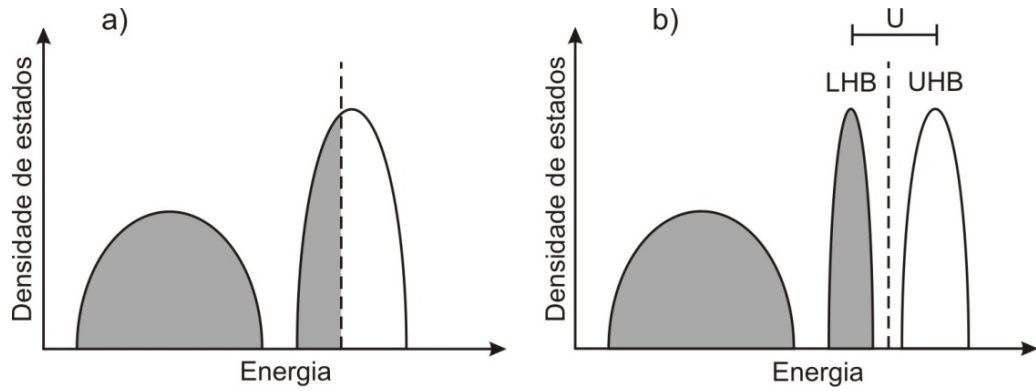 a)
Densidade de estados
Energia
b)
U
LHB
UHB
Densidade de estados
Energia